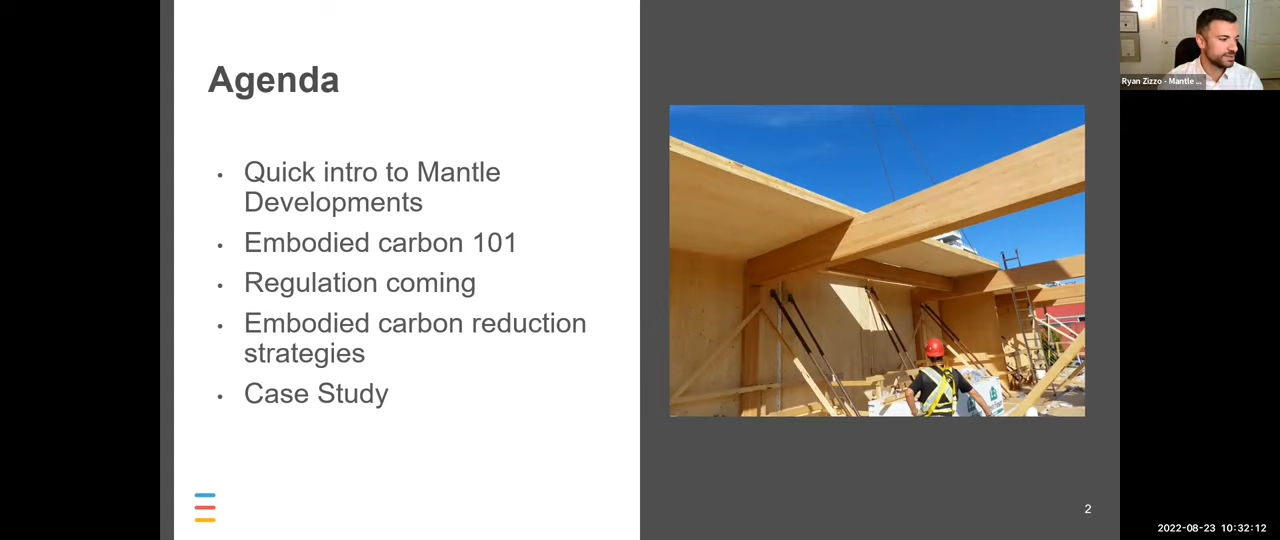 Agenda
Quick intro to Mantle
Developments
Embodied carbon 101
Regulation coming
Embodied carbon reduction
strategies
Case Study
2
Ryan Zizzo - Mantle ...
2022-08-23 10:32:12